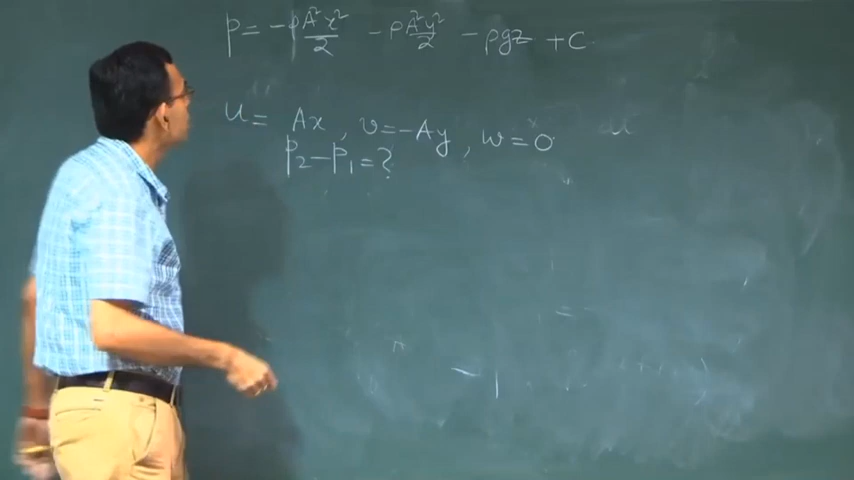 p = -ρA²x²/2 - ρA²y²/2 - ρgz + C
u = Ax, v = -Ay, w = 0 u
p₂ - p₁ = ?